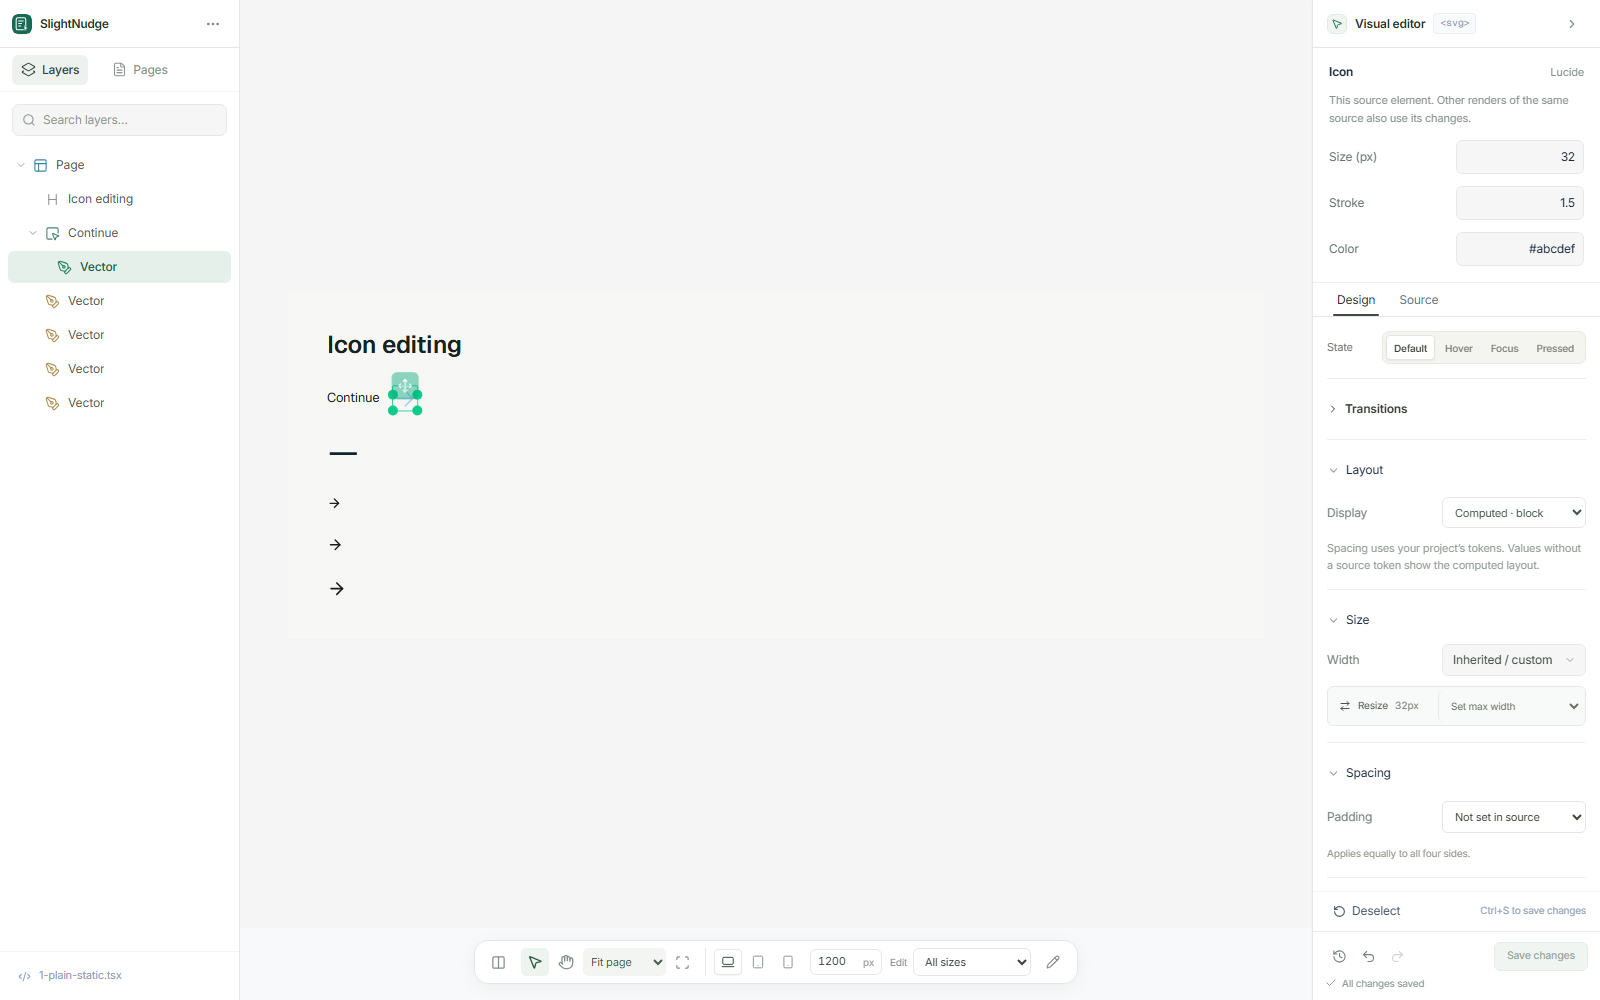 SlightNudge
Layers
Pages
Search layers...
Page
Icon editing
Continue
Vector
Vector
Vector
Vector
Vector
1-plain-static.tsx
Icon editing
Continue
Fit page
1200 px
Edit
All sizes
Visual editor
<svg>
Icon
Lucide
This source element. Other renders of the same
source also use its changes.
Size (px)
32
Stroke
1.5
Color
#abcdef
Design
Source
State
Default
Hover
Focus
Pressed
Transitions
Layout
Display
Computed · block
Spacing uses your project's tokens. Values without
a source token show the computed layout.
Size
Width
Inherited / custom
Resize 32px
Set max width
Spacing
Padding
Not set in source
Applies equally to all four sides.
Deselect
Ctrl+S to save changes
Save changes
All changes saved